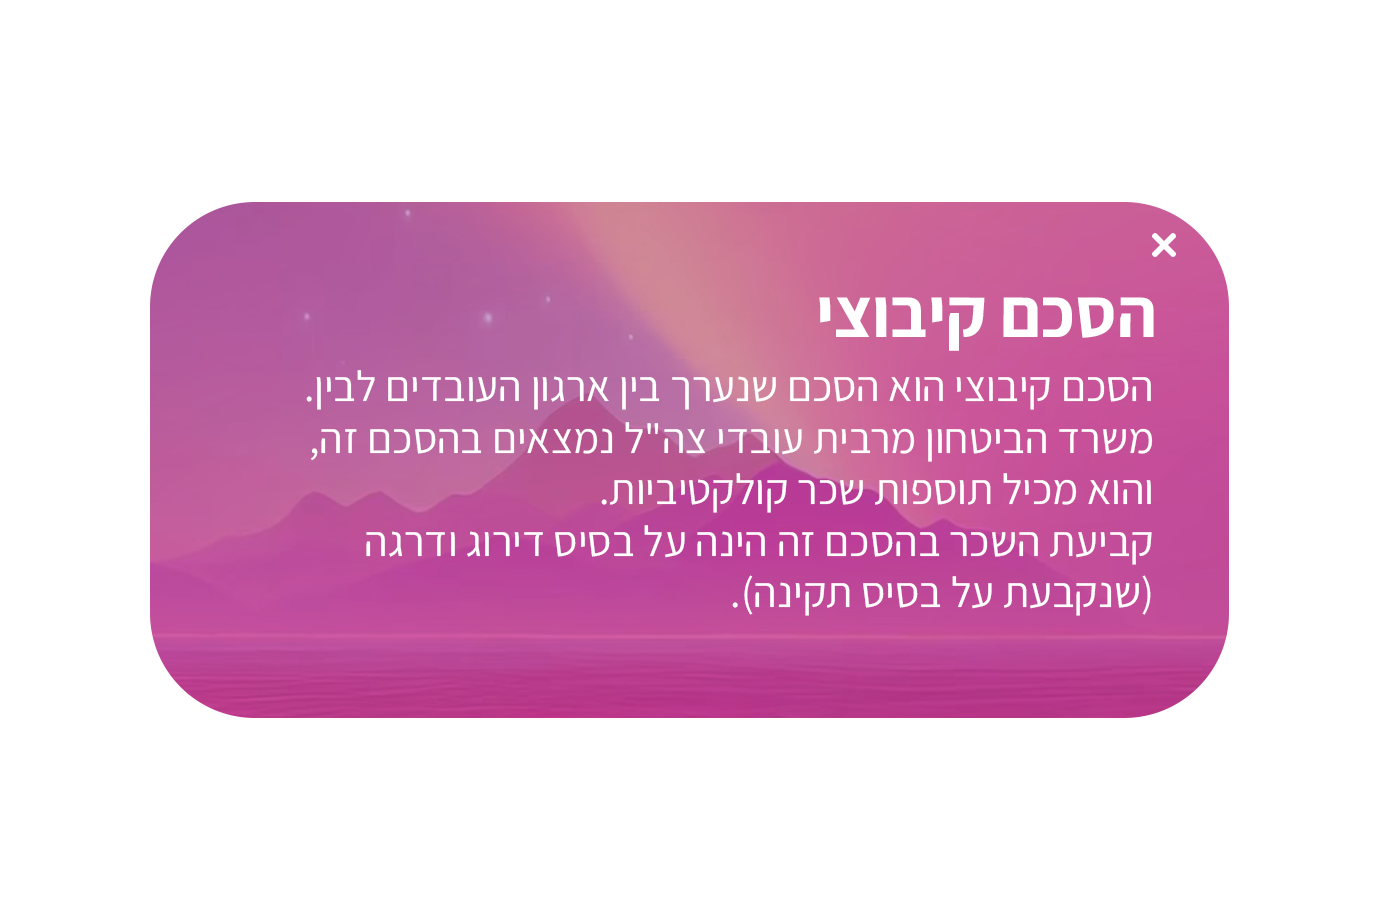 הסכם קיבוצי
הסכם קיבוצי הוא הסכם שנערך בין ארגון העובדים לבין.
משרד הביטחון מרבית עובדי צה"ל נמצאים בהסכם זה,
והוא מכיל תוספות שכר קולקטיביות.
קביעת השכר בהסכם זה הינה על בסיס דירוג ודרגה
(שנקבעת על בסיס תקינה).